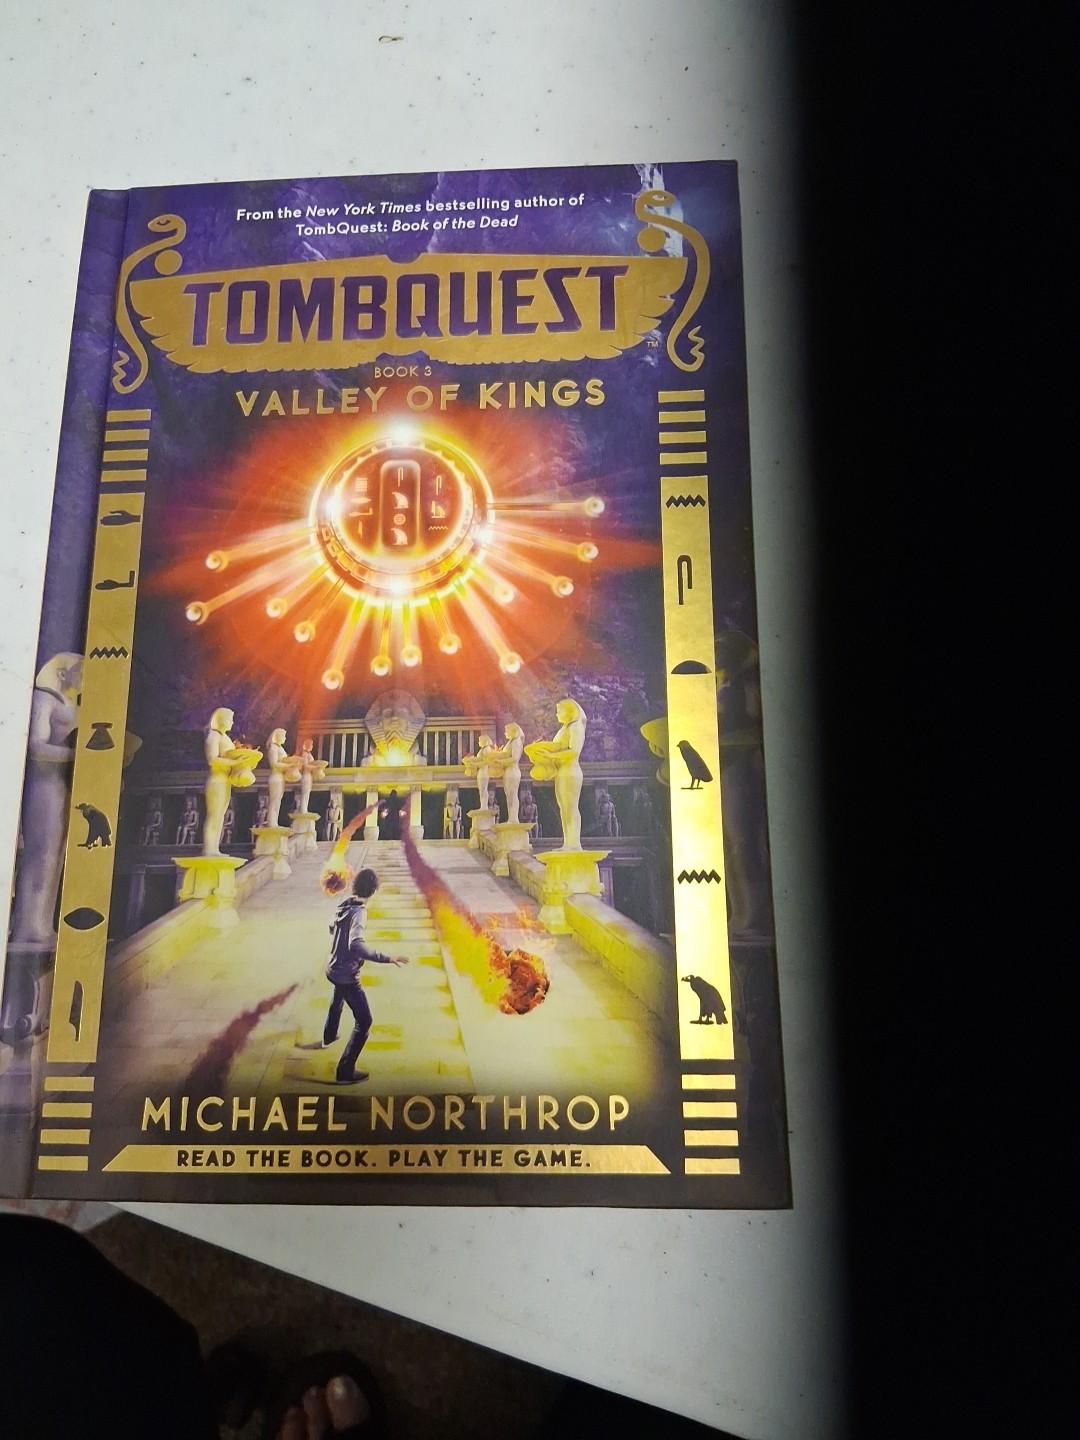 From the New York Times bestselling author of
TombQuest: Book of the Dead
TOMBQUEST
TM
BOOK 3
VALLEY OF KINGS
MICHAEL NORTHROP
READ THE BOOK. PLAY THE GAME.